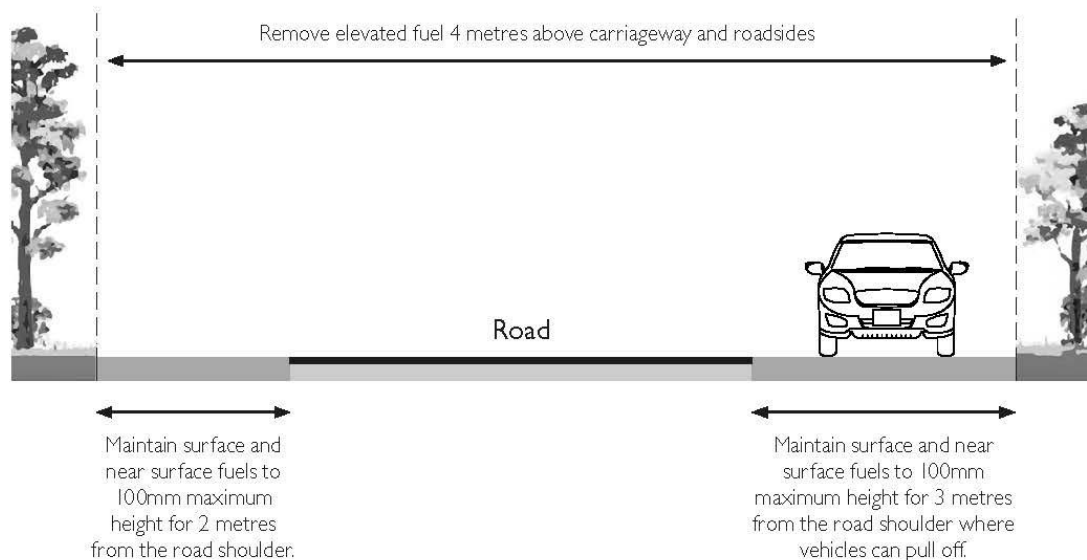 Remove elevated fuel 4 metres above carriageway and roadsides
Road
Maintain surface and
near surface fuels to
100mm maximum
height for 2 metres
from the road shoulder.
Maintain surface and near
surface fuels to 100mm
maximum height for 3 metres
from the road shoulder where
vehicles can pull off.